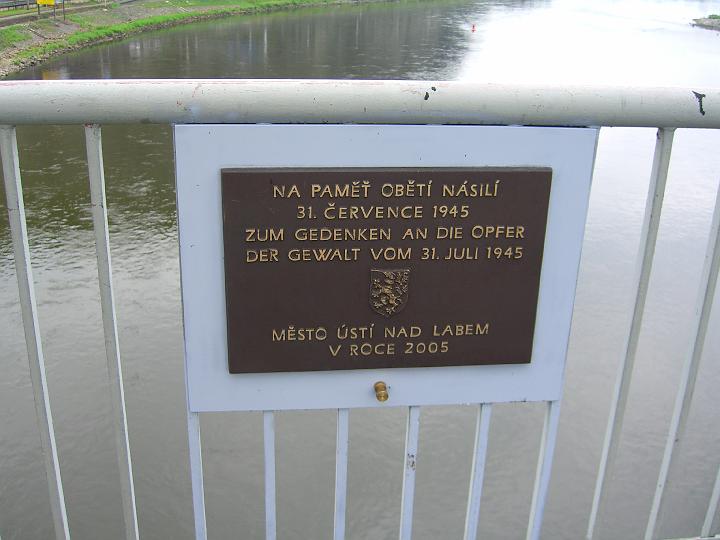 NA PAMĚŤ OBĚTÍ NÁSILÍ
31. ČERVENCE 1945
ZUM GEDENKEN AN DIE OPFER
DER GEWALT VOM 31. JULI 1945
MĚSTO ÚSTÍ NAD LABEM
V ROCE 2005